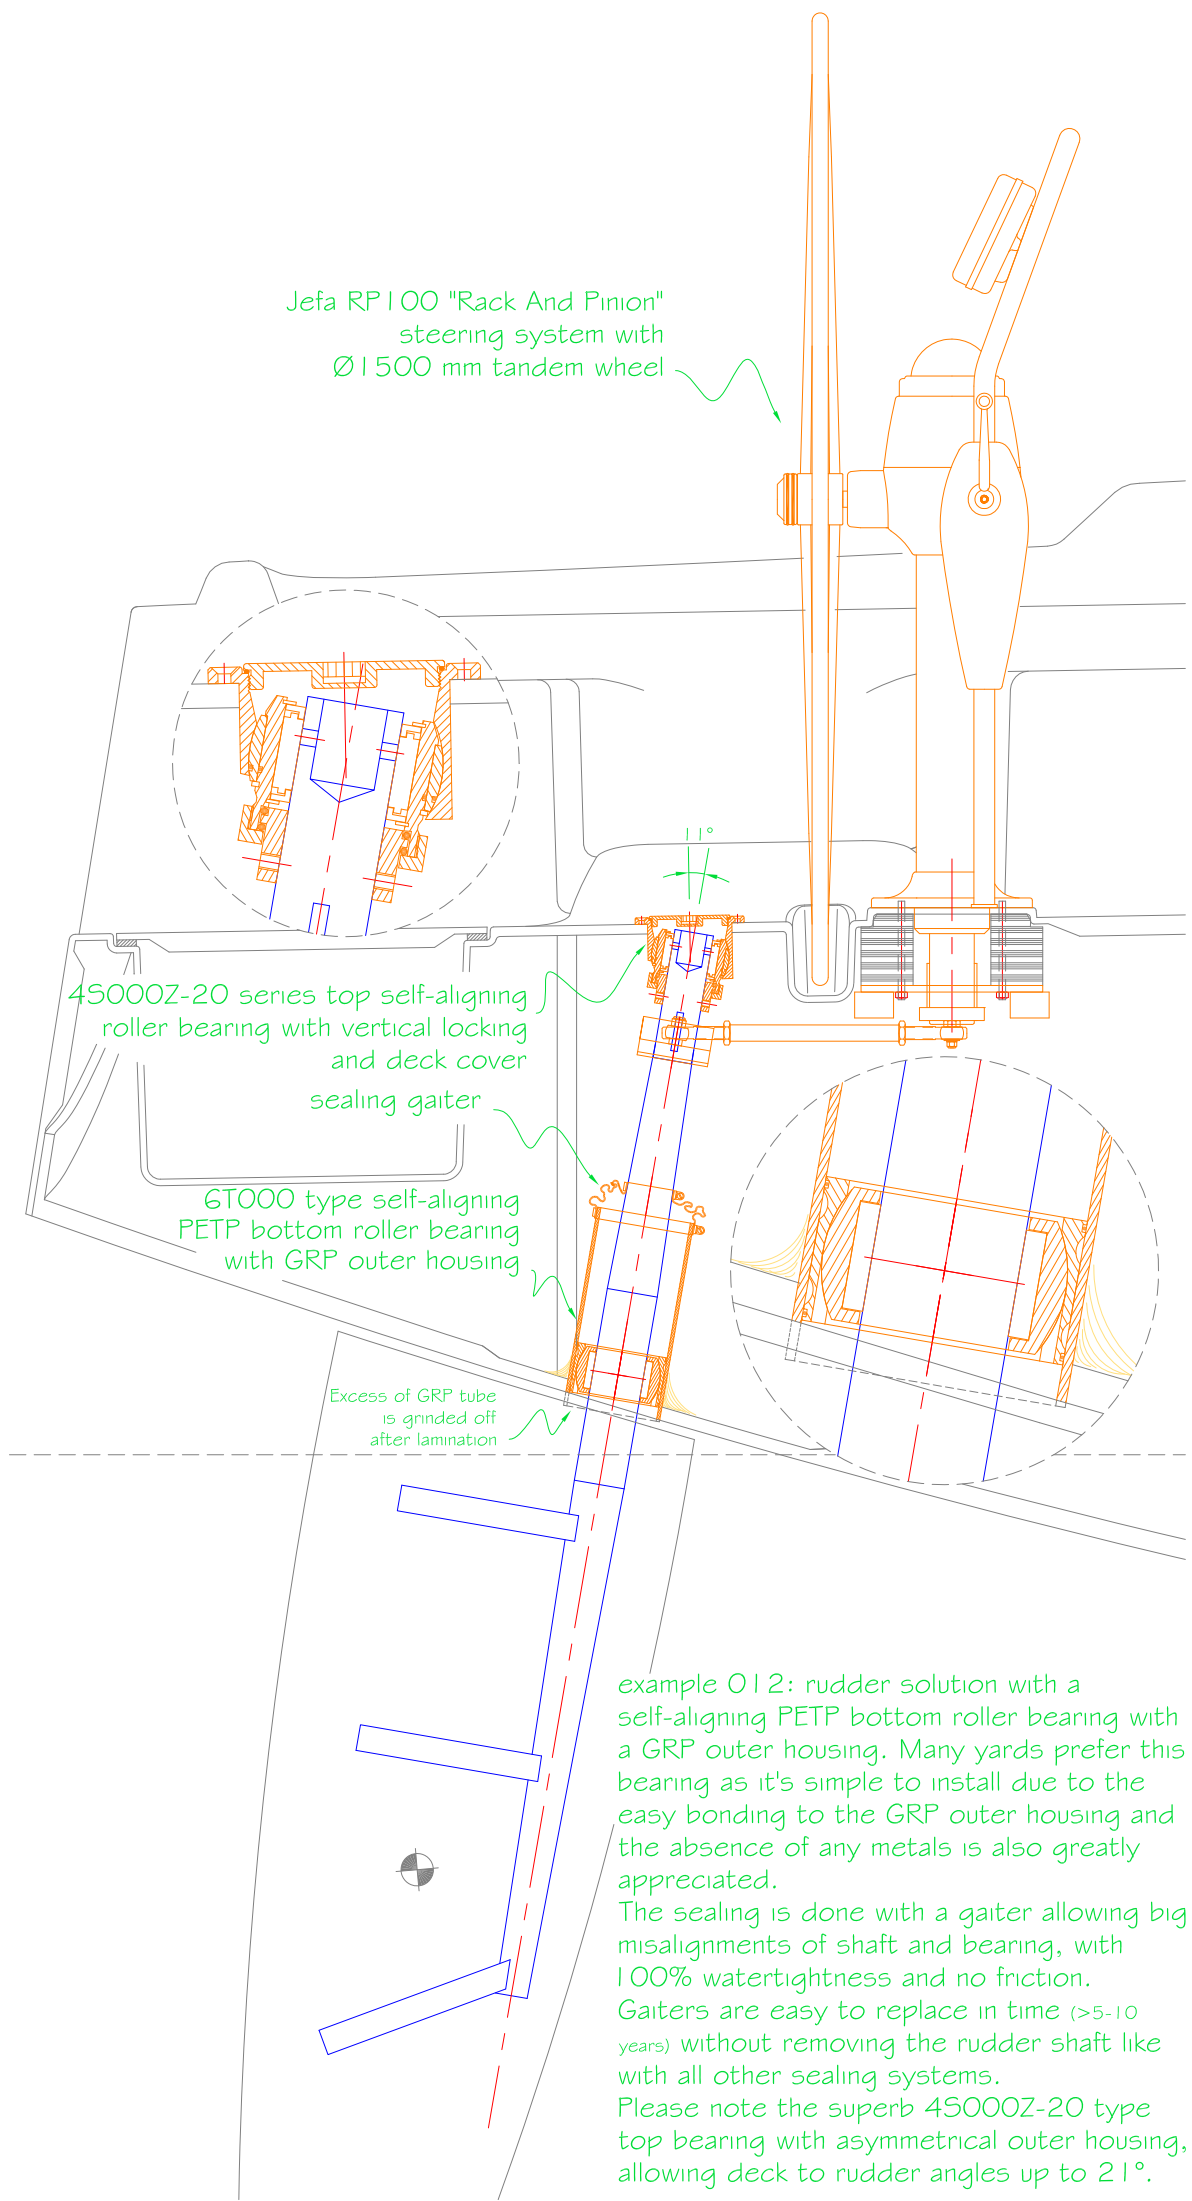 Jefa RP100 "Rack And Pinion"
steering system with
Ø1500 mm tandem wheel
11°
4S000Z-20 series top self-aligning
roller bearing with vertical locking
and deck cover
sealing gaiter
6T000 type self-aligning
PETP bottom roller bearing
with GRP outer housing
Excess of GRP tube
is grinded off
after lamination
example 012: rudder solution with a
self-aligning PETP bottom roller bearing with
a GRP outer housing. Many yards prefer this
bearing as it's simple to install due to the
easy bonding to the GRP outer housing and
the absence of any metals is also greatly
appreciated.
The sealing is done with a gaiter allowing big
misalignments of shaft and bearing, with
100% watertightness and no friction.
Gaiters are easy to replace in time (>5-10
years) without removing the rudder shaft like
with all other sealing systems.
Please note the superb 4S000Z-20 type
top bearing with asymmetrical outer housing,
allowing deck to rudder angles up to 21°.